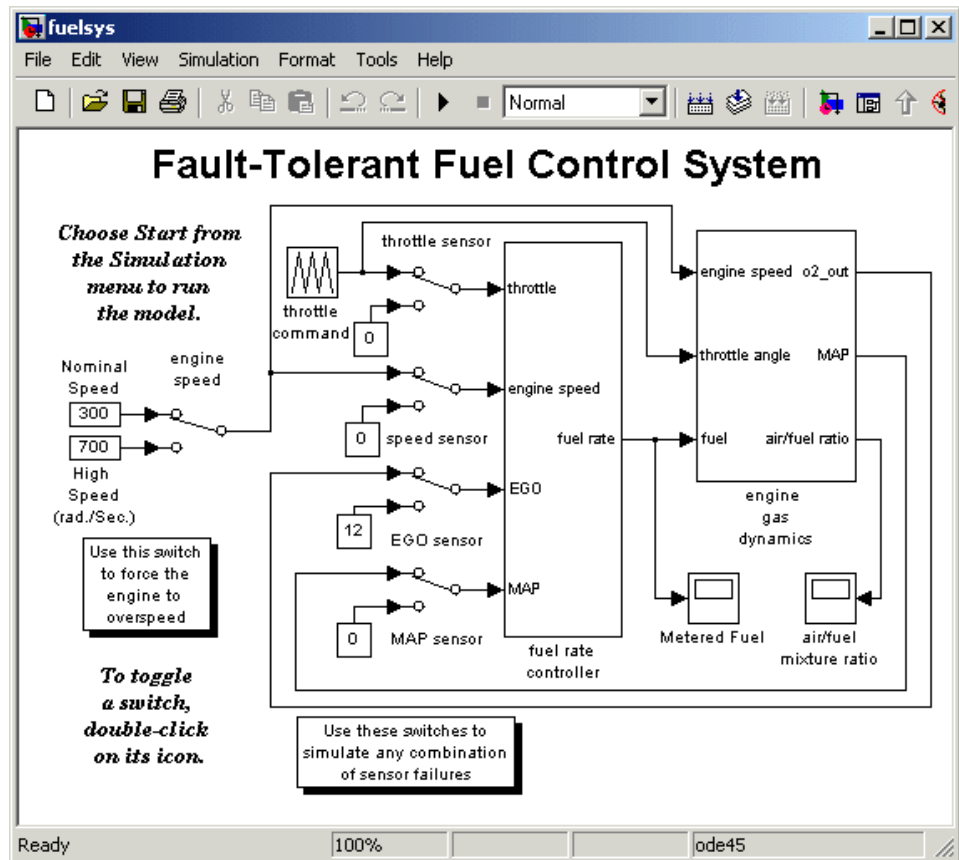 fuelsys
File Edit View Simulation Format Tools Help
Normal
Fault-Tolerant Fuel Control System
Choose Start from
the Simulation
menu to run
the model.
throttle sensor
throttle
command
0
throttle
engine speed
o2_out
throttle angle
MAP
Nominal
Speed
300
700
High
Speed
(rad./Sec.)
engine
speed
0
speed sensor
engine speed
fuel rate
fuel
air/fuel ratio
EGO
12
EGO sensor
engine
gas
dynamics
Use this switch
to force the
engine to
overspeed
MAP
0
MAP sensor
fuel rate
controller
Metered Fuel
air/fuel
mixture ratio
To toggle
a switch,
double-click
on its icon.
Use these switches to
simulate any combination
of sensor failures
Ready
100%
ode45